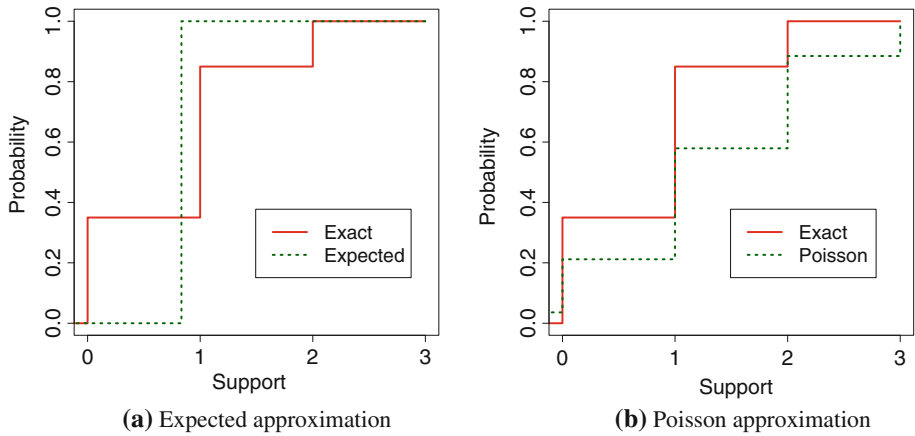 1.0
0.8
0.6
0.4
0.2
0.0
Probability
Exact
Expected
0 1 2 3
Support
(a) Expected approximation
1.0
0.8
0.6
0.4
0.2
0.0
Probability
Exact
Poisson
0 1 2 3
Support
(b) Poisson approximation